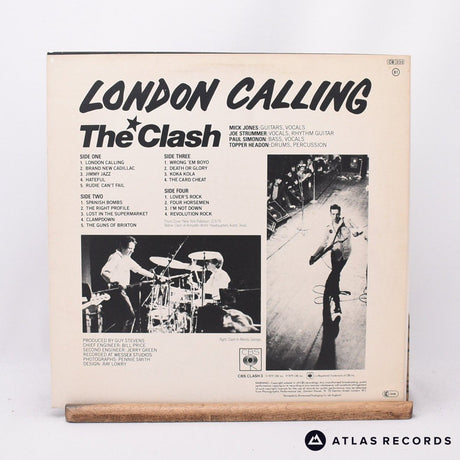 LONDON CALLING
The Clash
MICK JONES: GUITARS, VOCALS
JOE STRUMMER: VOCALS, RHYTHM GUITAR
PAUL SIMONON: BASS, VOCALS
TOPPER HEADON: DRUMS, PERCUSSION
SIDE ONE
1. LONDON CALLING
2. BRAND NEW CADILLAC
3. JIMMY JAZZ
4. HATEFUL
5. RUDIE CAN'T FAIL
SIDE TWO
1. SPANISH BOMBS
2. THE RIGHT PROFILE
3. LOST IN THE SUPERMARKET
4. CLAMPDOWN
5. THE GUNS OF BRIXTON
SIDE THREE
1. WRONG 'EM BOYO
2. DEATH OR GLORY
3. KOKA KOLA
4. THE CARD CHEAT
SIDE FOUR
1. LOVER'S ROCK
2. FOUR HORSEMEN
3. I'M NOT DOWN
4. REVOLUTION ROCK
PRODUCED BY GUY STEVENS
CHIEF ENGINEER: BILL PRICE
SECOND ENGINEER: JERRY GREEN
RECORDED AT WESSEX STUDIOS
PHOTOGRAPHS: PENNIE SMITH
DESIGN: RAY LOWRY
CBS
CBS CLASH 3
ATLAS RECORDS